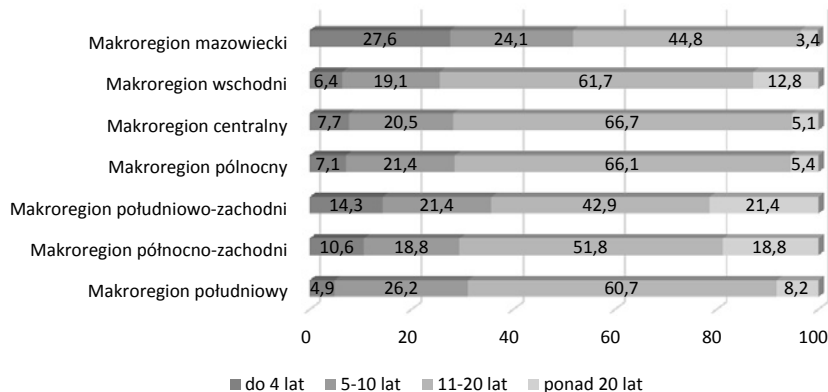 Makroregion mazowiecki 27,6 24,1 44,8 3,4
Makroregion wschodni 6,4 19,1 61,7 12,8
Makroregion centralny 7,7 20,5 66,7 5,1
Makroregion pólnocny 7,1 21,4 66,1 5,4
Makroregion południowo-zachodni 14,3 21,4 42,9 21,4
Makroregion północno-zachodni 10,6 18,8 51,8 18,8
Makroregion południowy 4,9 26,2 60,7 8,2
0 20 40 60 80 100
do 4 lat 5-10 lat 11-20 lat ponad 20 lat